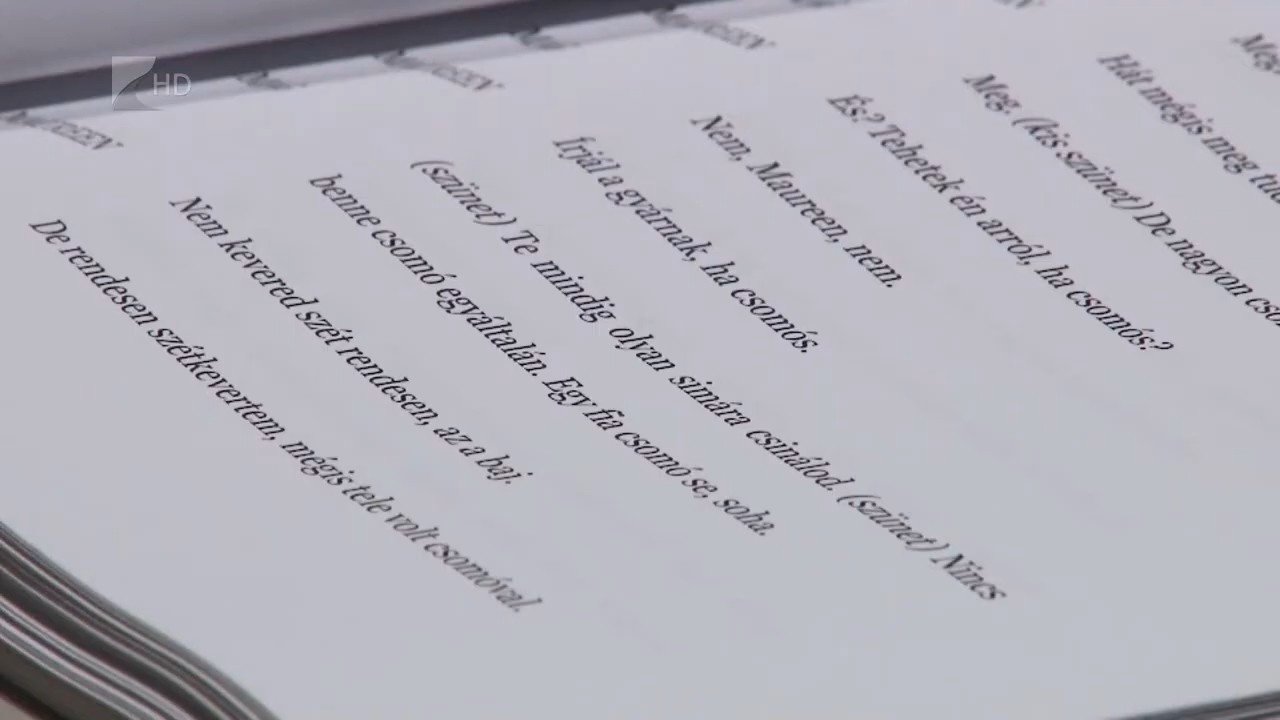 HD
Meg
Hát mégis meg
Meg. (kis szünet) De nagyon
És? Tehetek én arról, ha csomós?
Nem, Maureen, nem.
Írjál a gyárnak, ha csomós.
(szünet) Te mindig olyan simára csinálod. (szünet) Nincs
benne csomó egyáltalán. Egy fia csomó se, soha.
Nem kevered szét rendesen, az a baj.
De rendesen szétkevertem, mégis tele volt csomóval.